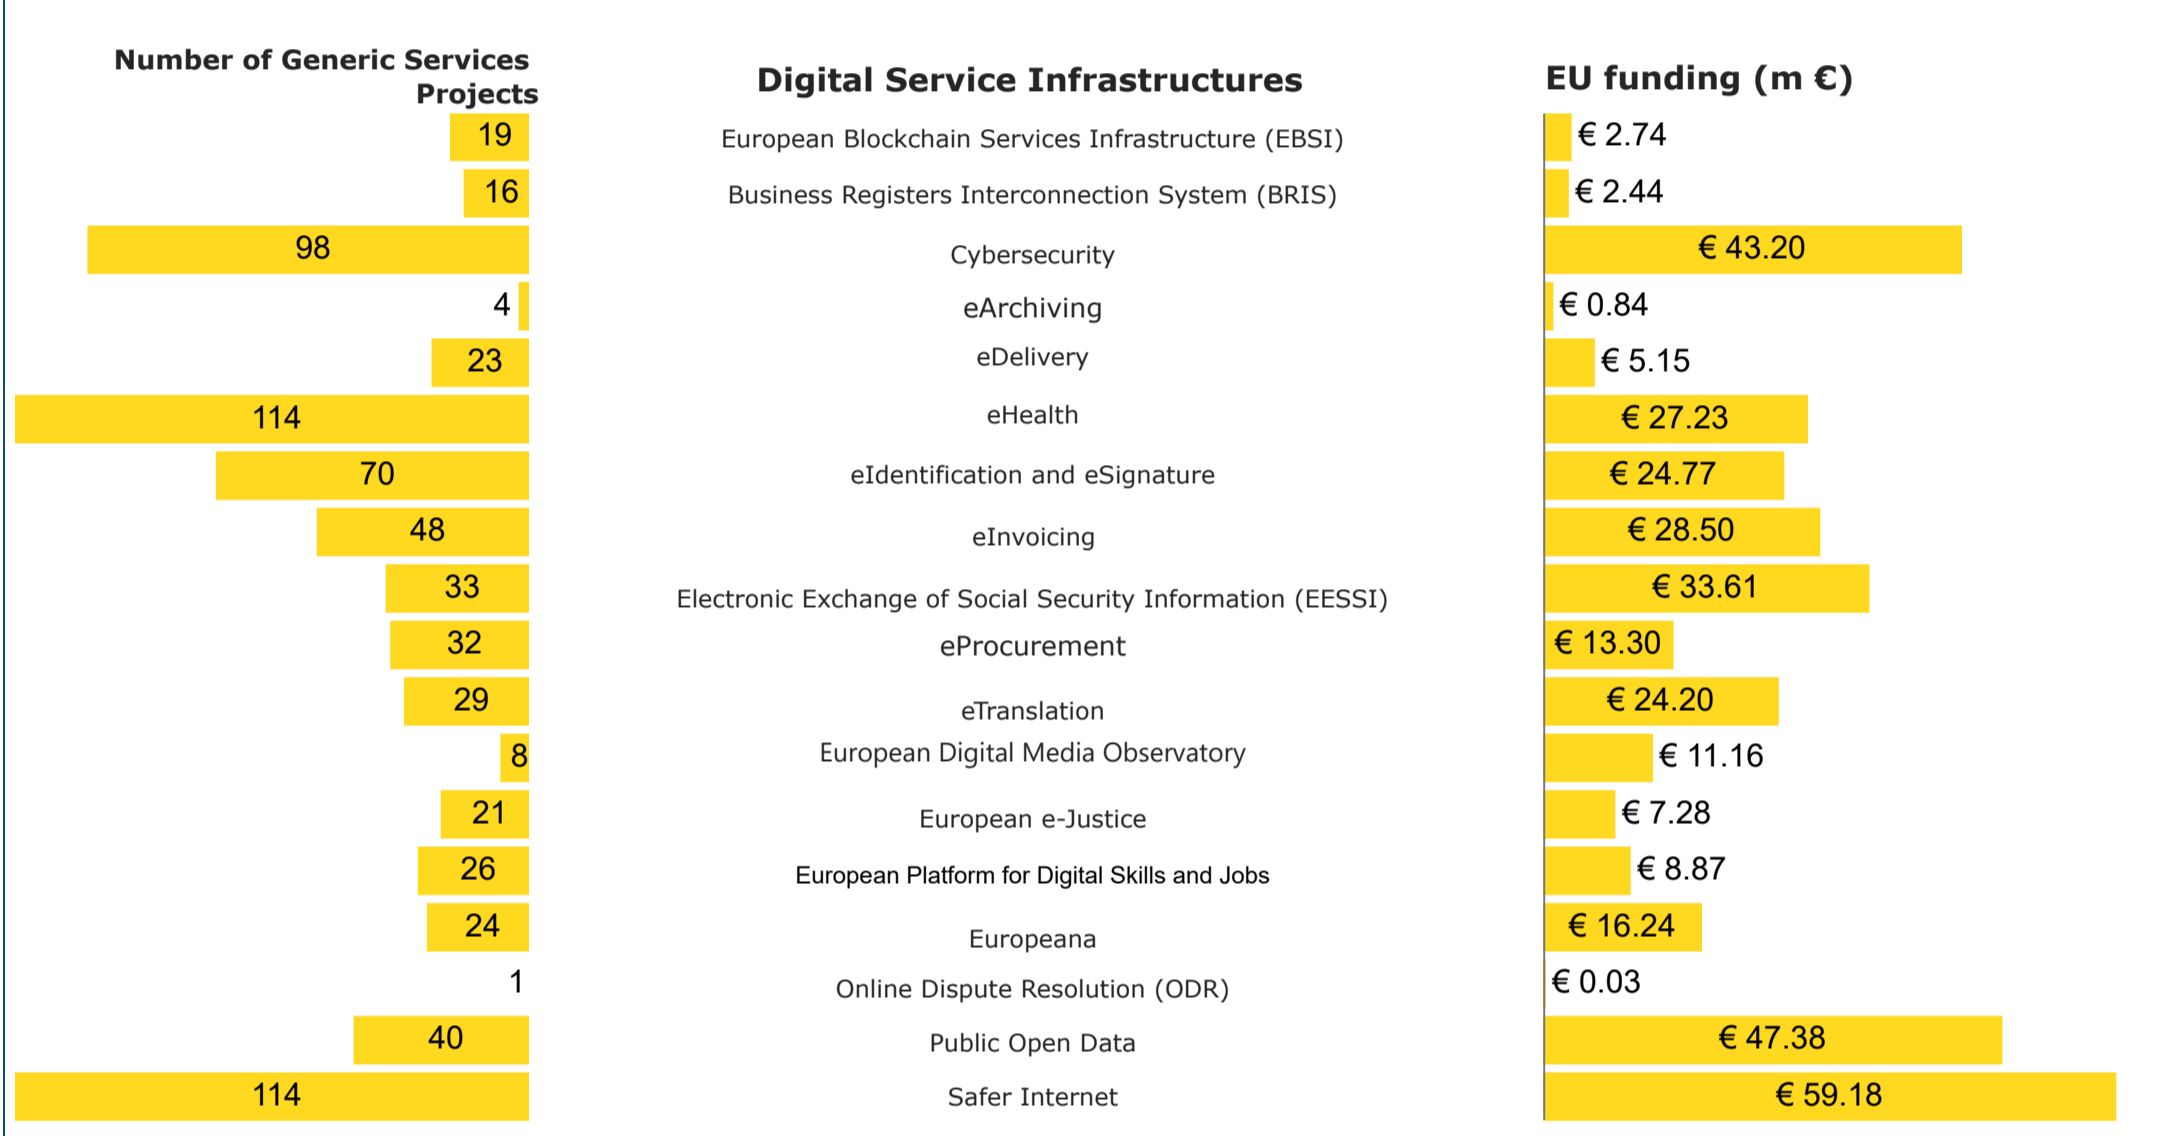 Number of Generic Services
Projects
Digital Service Infrastructures
EU funding (m €)
19 European Blockchain Services Infrastructure (EBSI) € 2.74
16 Business Registers Interconnection System (BRIS) € 2.44
98 Cybersecurity € 43.20
4 eArchiving € 0.84
23 eDelivery € 5.15
114 eHealth € 27.23
70 eIdentification and eSignature € 24.77
48 eInvoicing € 28.50
33 Electronic Exchange of Social Security Information (EESSI) € 33.61
32 eProcurement € 13.30
29 eTranslation € 24.20
8 European Digital Media Observatory € 11.16
21 European e-Justice € 7.28
26 European Platform for Digital Skills and Jobs € 8.87
24 Europeana € 16.24
1 Online Dispute Resolution (ODR) € 0.03
40 Public Open Data € 47.38
114 Safer Internet € 59.18